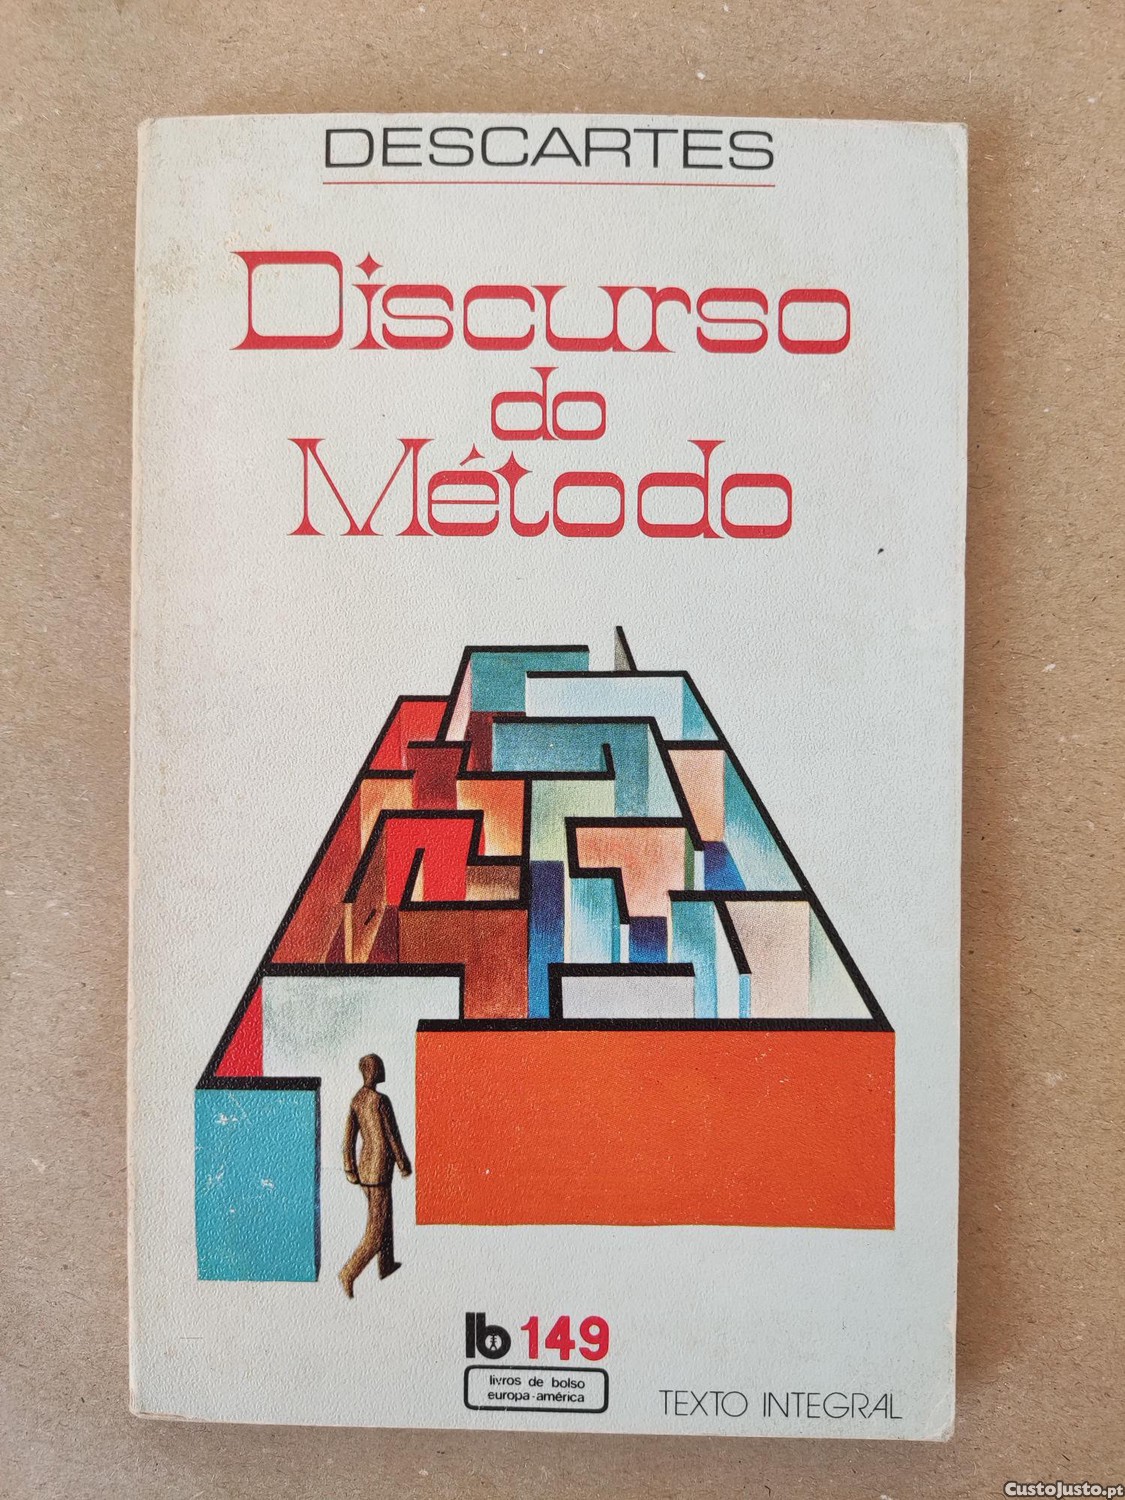 DESCARTES
Discurso
do
Método
lb 149
livros de bolso
europa-américa
TEXTO INTEGRAL
CustoJusto.pt